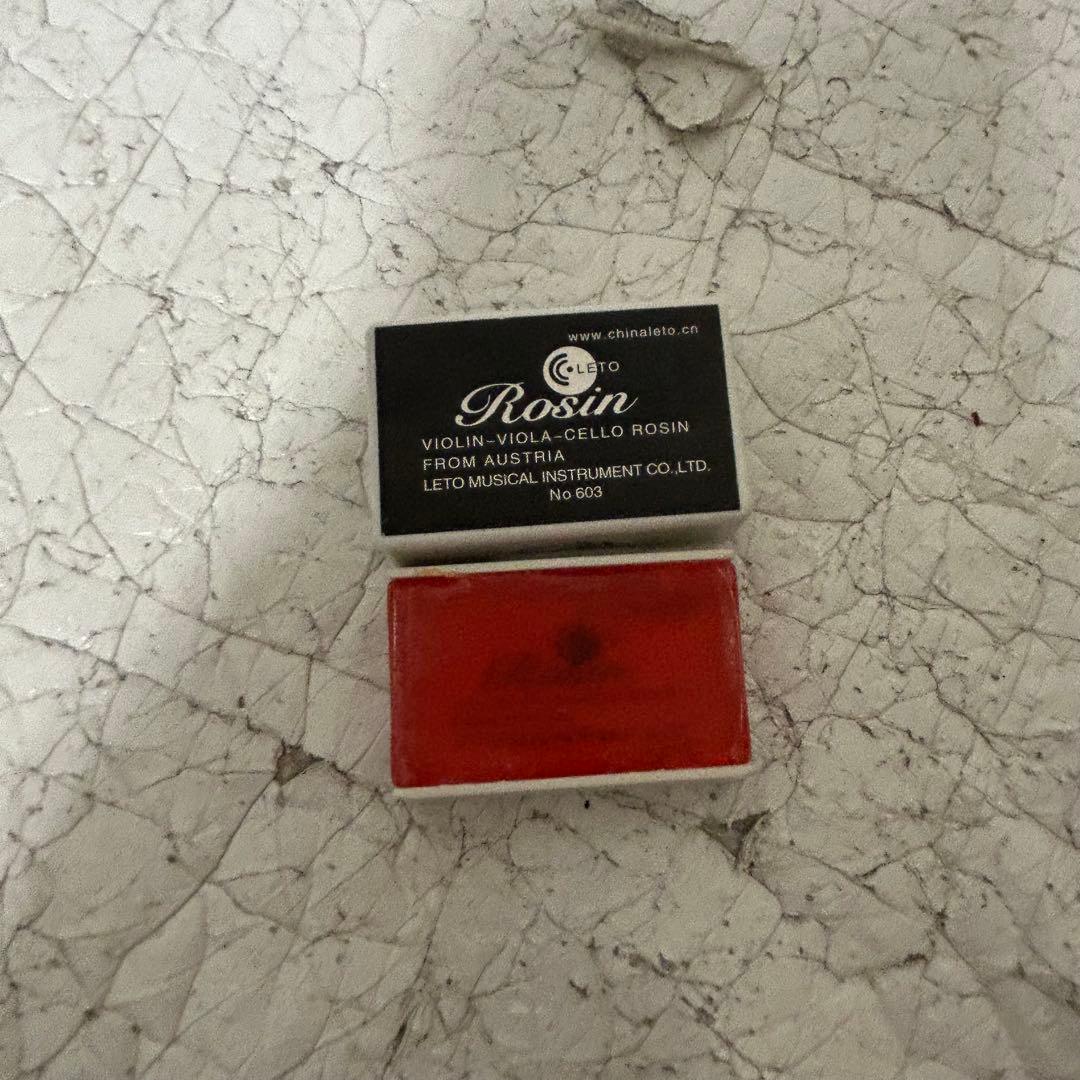 www.chinaleto.cn
LETO
Rosin
VIOLIN-VIOLA-CELLO ROSIN
FROM AUSTRIA
LETO MUSICAL INSTRUMENT CO.,LTD.
No 603